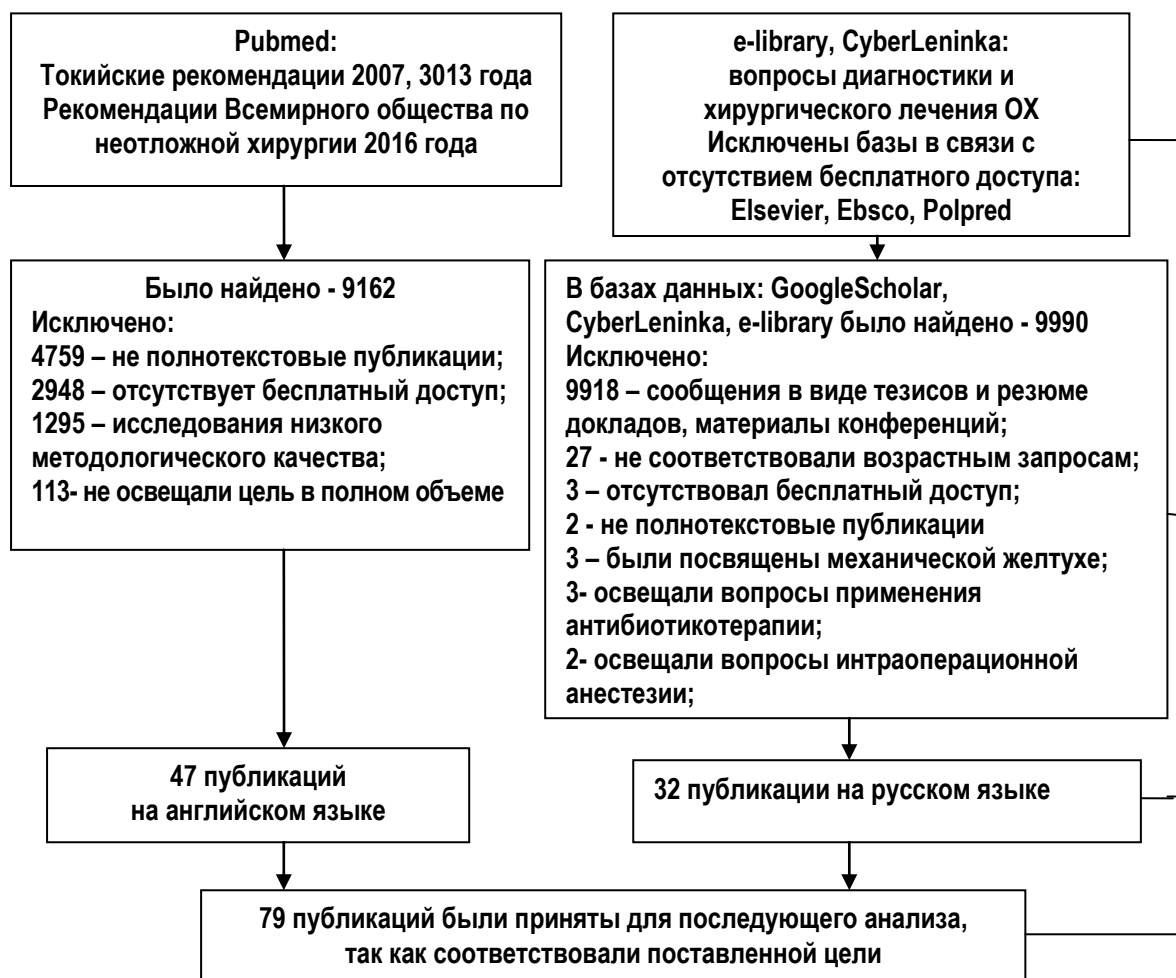 Pubmed:
Токийские рекомендации 2007, 3013 года
Рекомендации Всемирного общества по
неотложной хирургии 2016 года
e-library, CyberLeninka:
вопросы диагностики и
хирургического лечения ОХ
Исключены базы в связи с
отсутствием бесплатного доступа:
Elsevier, Ebsco, Polpred
Было найдено - 9162
Исключено:
4759 – не полнотекстовые публикации;
2948 – отсутствует бесплатный доступ;
1295 – исследования низкого
методологического качества;
113- не освещали цель в полном объеме
В базах данных: GoogleScholar,
CyberLeninka, e-library было найдено - 9990
Исключено:
9918 – сообщения в виде тезисов и резюме
докладов, материалы конференций;
27 - не соответствовали возрастным запросам;
3 – отсутствовал бесплатный доступ;
2 - не полнотекстовые публикации
3 – были посвящены механической желтухе;
3- освещали вопросы применения
антибиотикотерапии;
2- освещали вопросы интраоперационной
анестезии;
47 публикаций
на английском языке
32 публикации на русском языке
79 публикаций были приняты для последующего анализа,
так как соответствовали поставленной цели